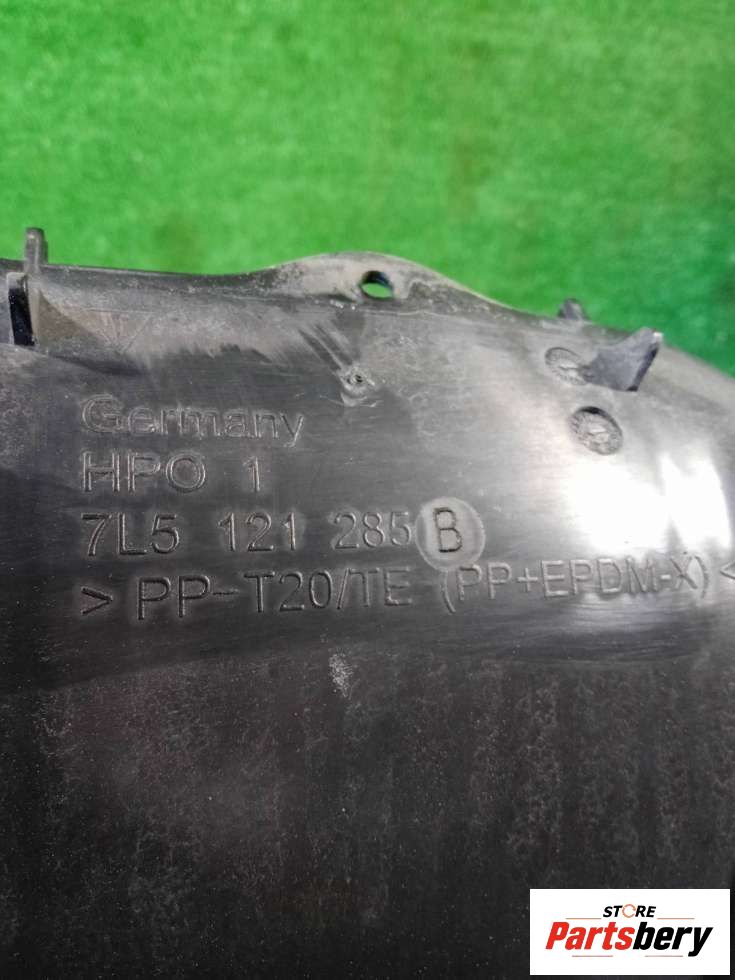 Germany
HPO 1
7L5 121 285 B
> PP-T20/TE (PP+EPDM-X) <
STORE
Partsbery